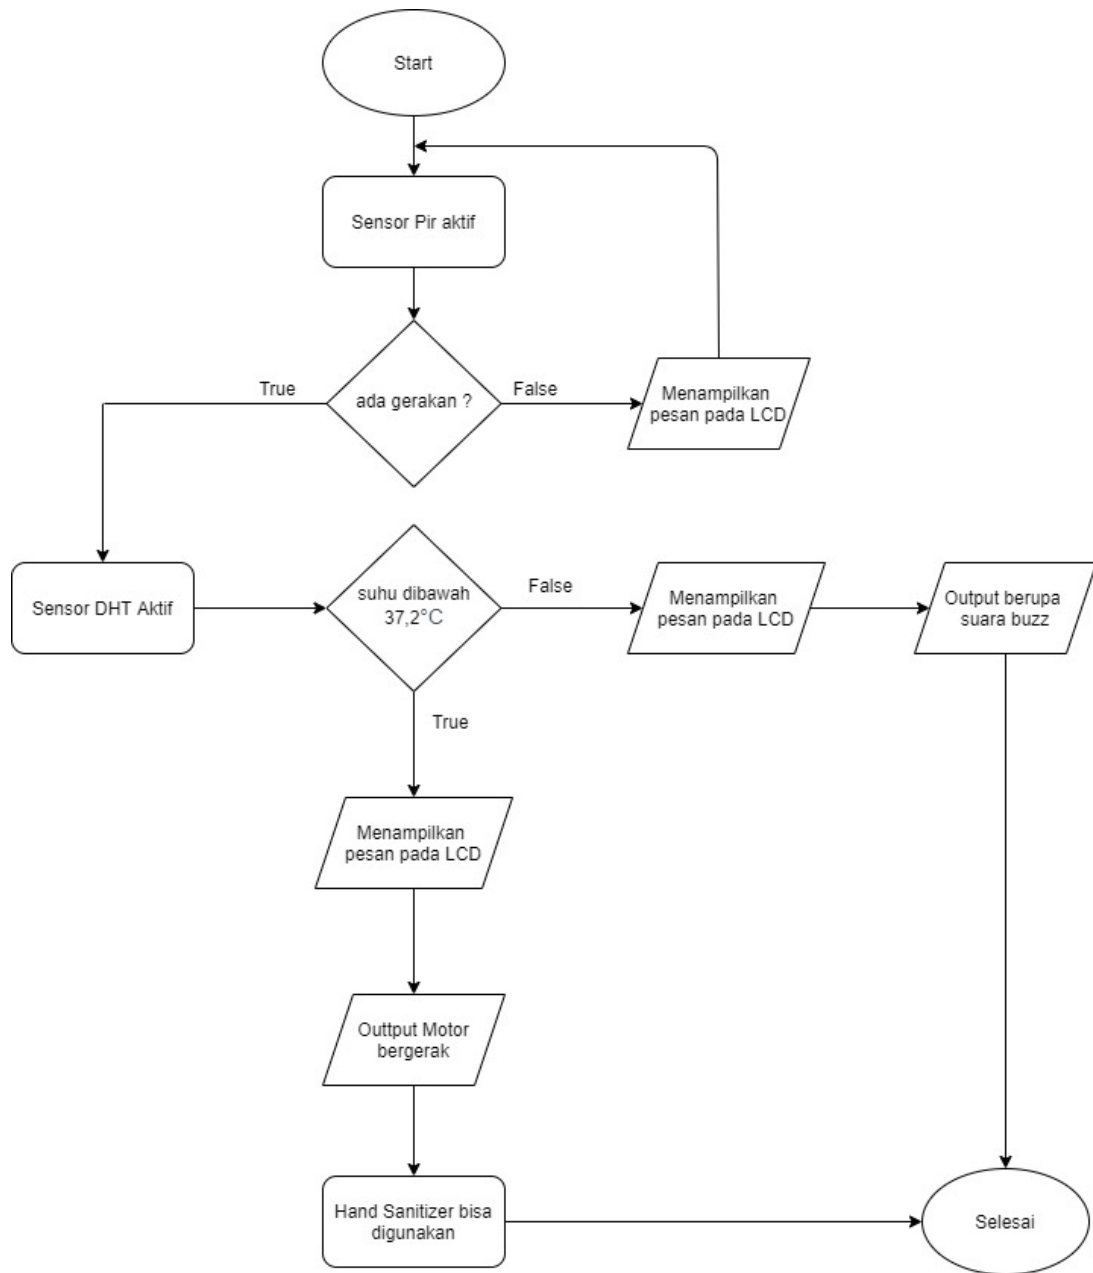 Start
Sensor Pir aktif
True
ada gerakan ?
False
Menampilkan
pesan pada LCD
Sensor DHT Aktif
suhu dibawah
37,2°C
False
Menampilkan
pesan pada LCD
Output berupa
suara buzz
True
Menampilkan
pesan pada LCD
Outtput Motor
bergerak
Hand Sanitizer bisa
digunakan
Selesai